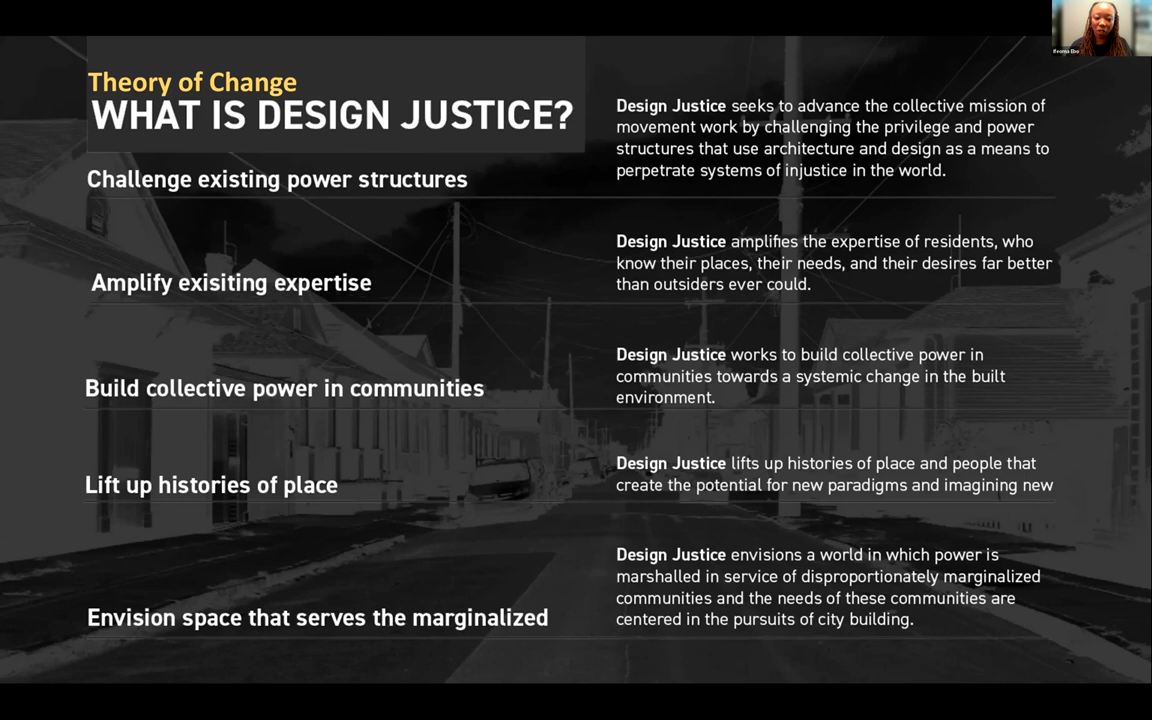 Theory of Change
WHAT IS DESIGN JUSTICE?
Challenge existing power structures
Design Justice seeks to advance the collective mission of
movement work by challenging the privilege and power
structures that use architecture and design as a means to
perpetrate systems of injustice in the world.
Amplify exisiting expertise
Design Justice amplifies the expertise of residents, who
know their places, their needs, and their desires far better
than outsiders ever could.
Build collective power in communities
Design Justice works to build collective power in
communities towards a systemic change in the built
environment.
Lift up histories of place
Design Justice lifts up histories of place and people that
create the potential for new paradigms and imagining new
Envision space that serves the marginalized
Design Justice envisions a world in which power is
marshalled in service of disproportionately marginalized
communities and the needs of these communities are
centered in the pursuits of city building.
Ifeoma Ebo